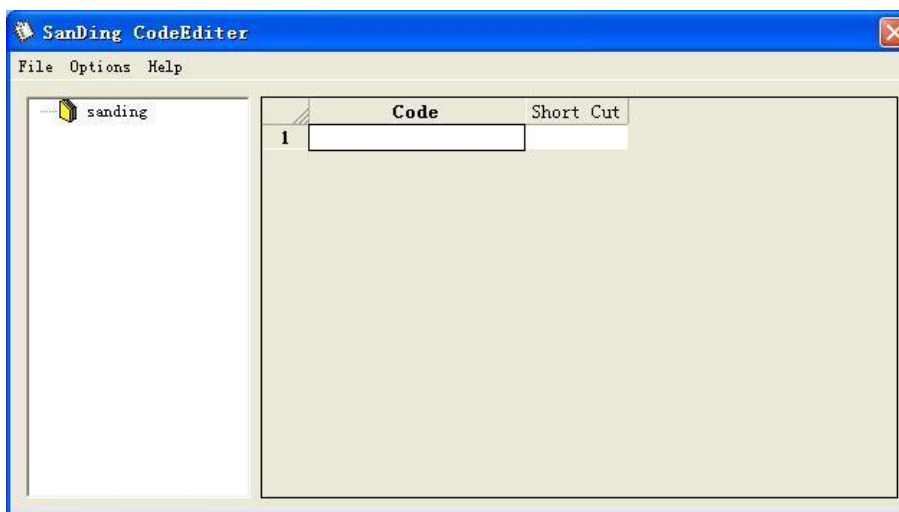 SanDing CodeEditer
File Options Help
sanding
Code Short Cut
1